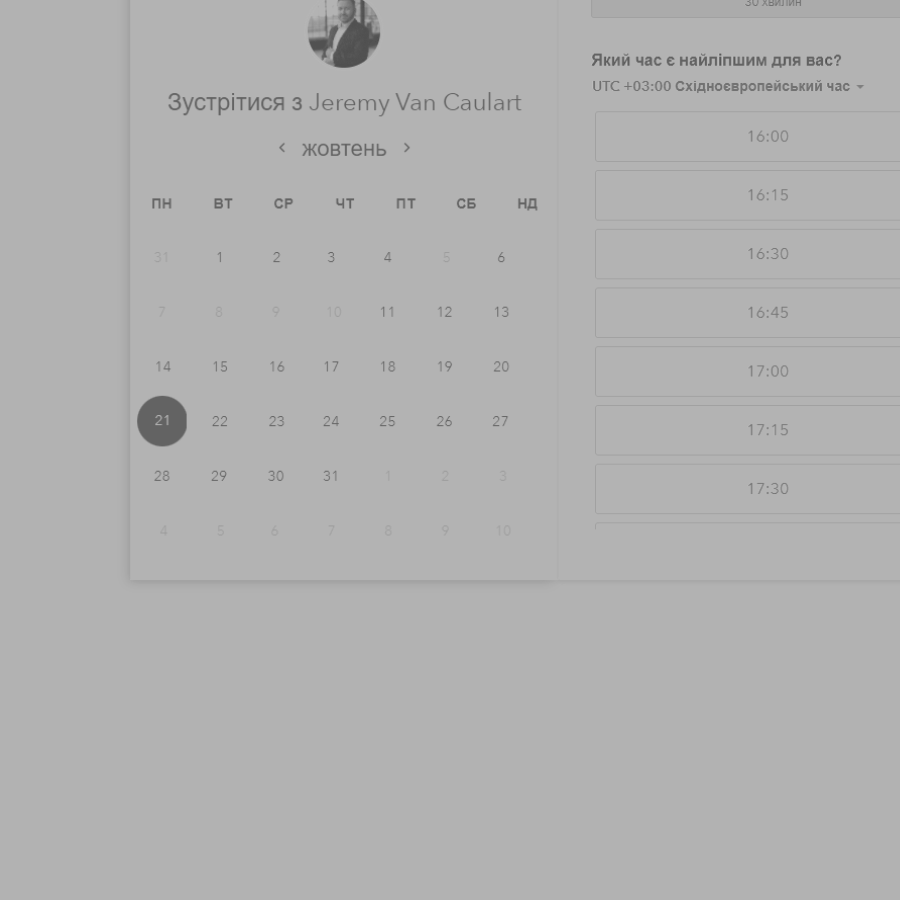 Зустрітися з Jeremy Van Caulart
жовтень
ПН ВТ СР ЧТ ПТ СБ НД
31 1 2 3 4 5 6
7 8 9 10 11 12 13
14 15 16 17 18 19 20
21 22 23 24 25 26 27
28 29 30 31 1 2 3
4 5 6 7 8 9 10
30 хвилин
Який час є найліпшим для вас?
UTC +03:00 Східноєвропейський час
16:00
16:15
16:30
16:45
17:00
17:15
17:30